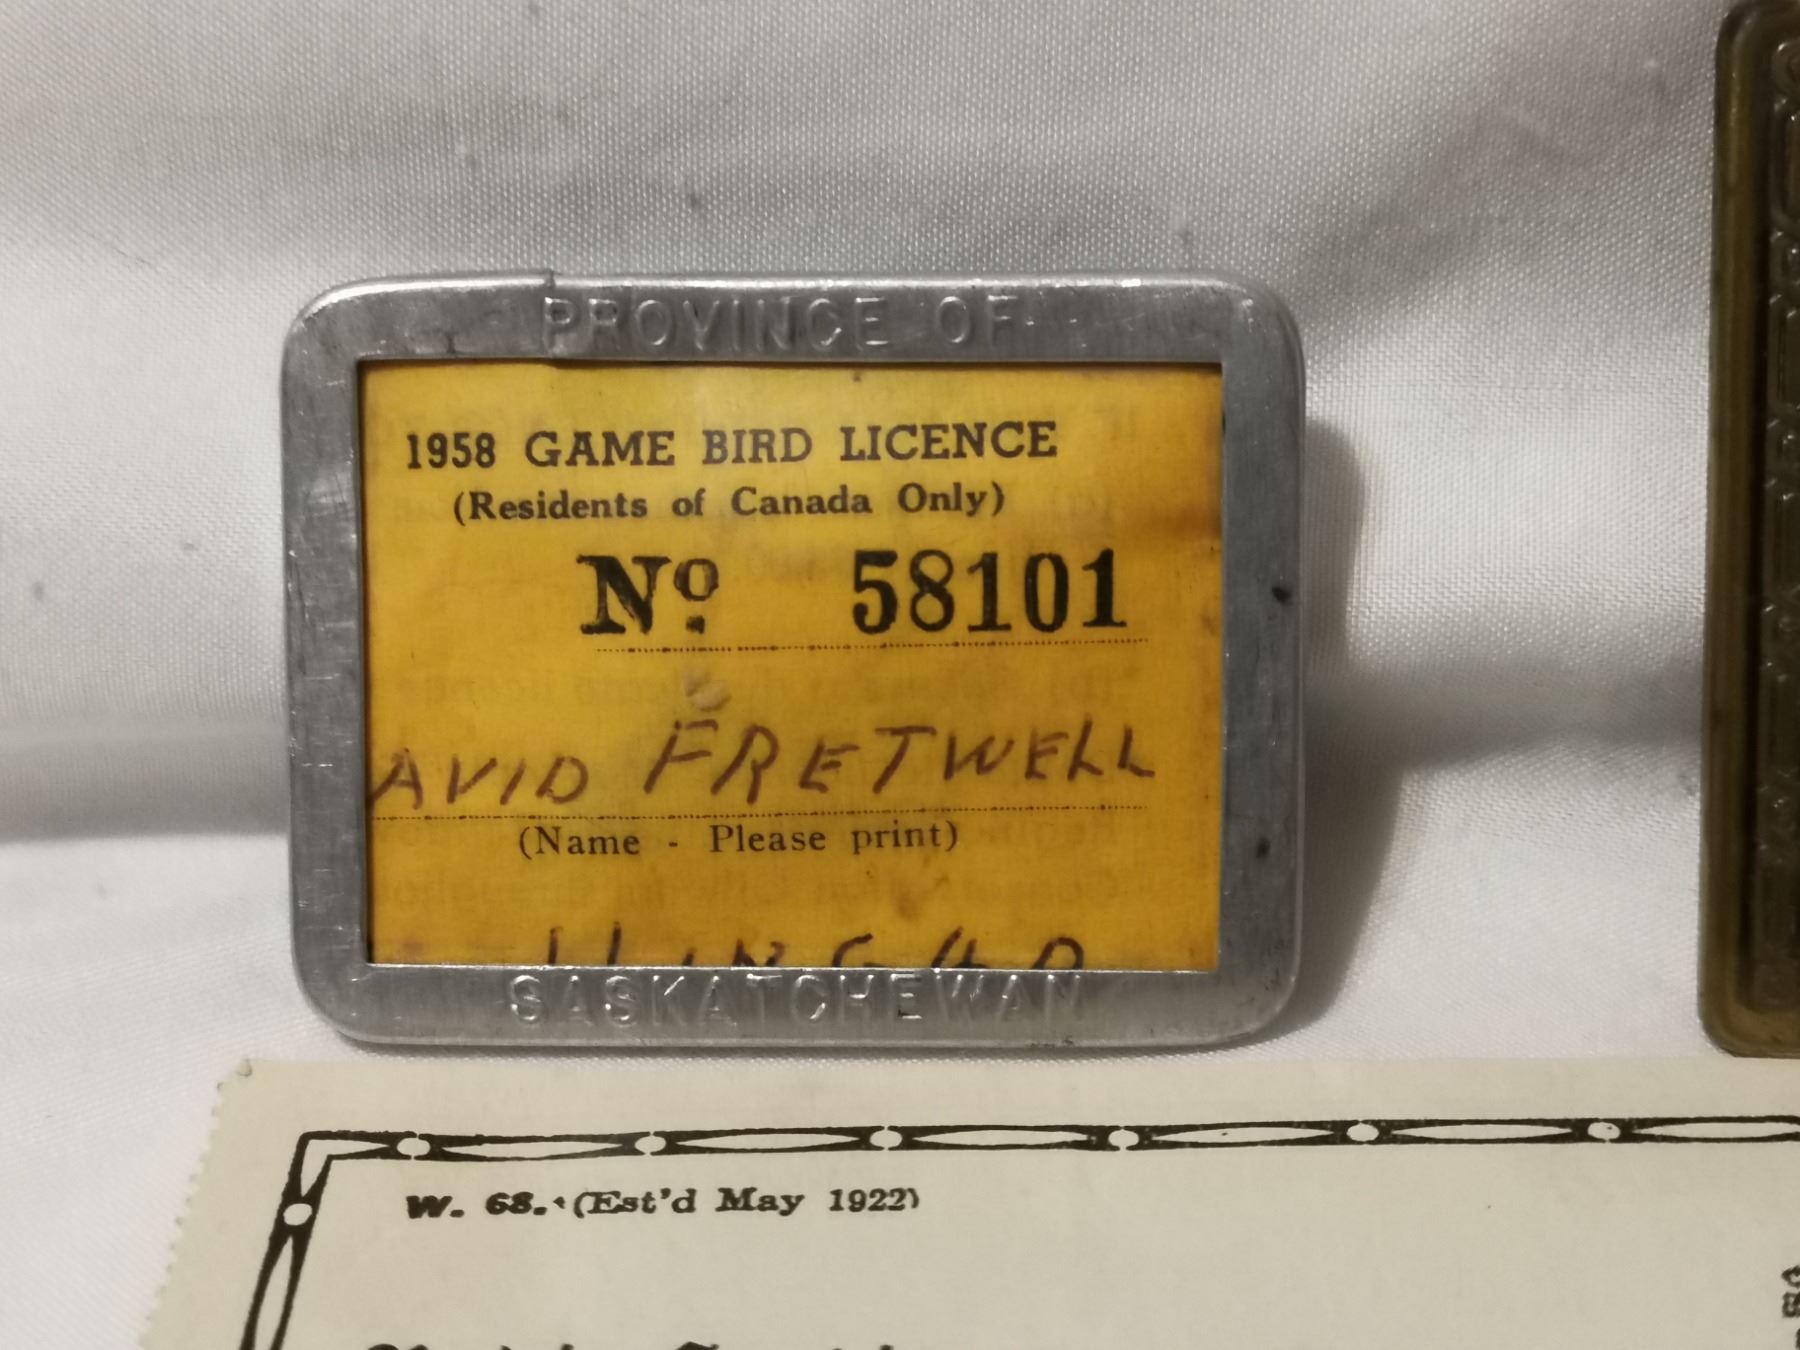 PROVINCE OF
1958 GAME BIRD LICENCE
(Residents of Canada Only)
Nº 58101
AVID FRETWELL
(Name - Please print)
SASKATCHEWAN
W. 68. (Est'd May 1922)